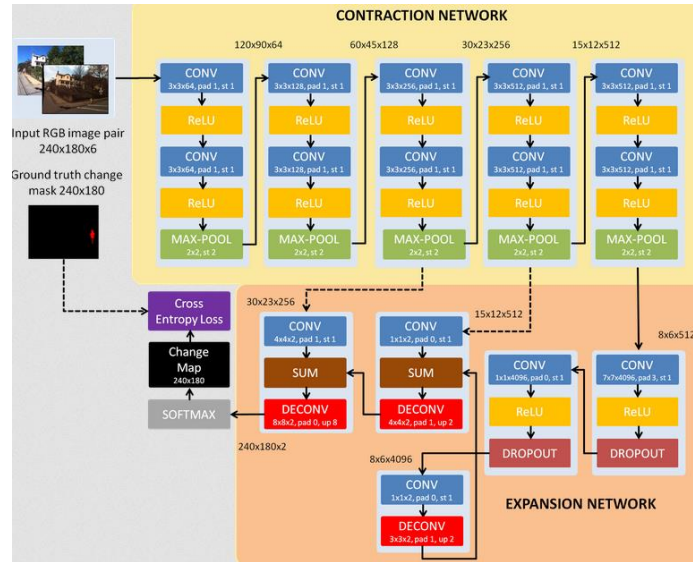 CONTRACTION NETWORK
120x90x64
60x45x128
30x23x256
15x12x512
Input RGB image pair
240x180x6
Ground truth change
mask 240x180
CONV
3x3x64, pad 1, st 1
ReLU
CONV
3x3x64, pad 1, st 1
ReLU
MAX-POOL
2x2, st 2
CONV
3x3x128, pad 1, st 1
ReLU
CONV
3x3x128, pad 1, st 1
ReLU
MAX-POOL
2x2, st 2
CONV
3x3x256, pad 1, st 1
ReLU
CONV
3x3x256, pad 1, st 1
ReLU
MAX-POOL
2x2, st 2
CONV
3x3x512, pad 1, st 1
ReLU
CONV
3x3x512, pad 1, st 1
ReLU
MAX-POOL
2x2, st 2
CONV
3x3x512, pad 1, st 1
ReLU
CONV
3x3x512, pad 1, st 1
ReLU
MAX-POOL
2x2, st 2
30x23x256
15x12x512
8x6x512
Cross
Entropy Loss
Change
Map
240x180
SOFTMAX
240x180x2
CONV
4x4x2, pad 1, st 1
SUM
DECONV
8x8x2, pad 0, up 8
CONV
1x1x2, pad 0, st 1
SUM
DECONV
4x4x2, pad 1, up 2
CONV
1x1x4096, pad 0, st 1
ReLU
DROPOUT
CONV
7x7x4096, pad 3, st 1
ReLU
DROPOUT
8x6x4096
CONV
1x1x2, pad 0, st 1
DECONV
3x3x2, pad 1, up 2
EXPANSION NETWORK